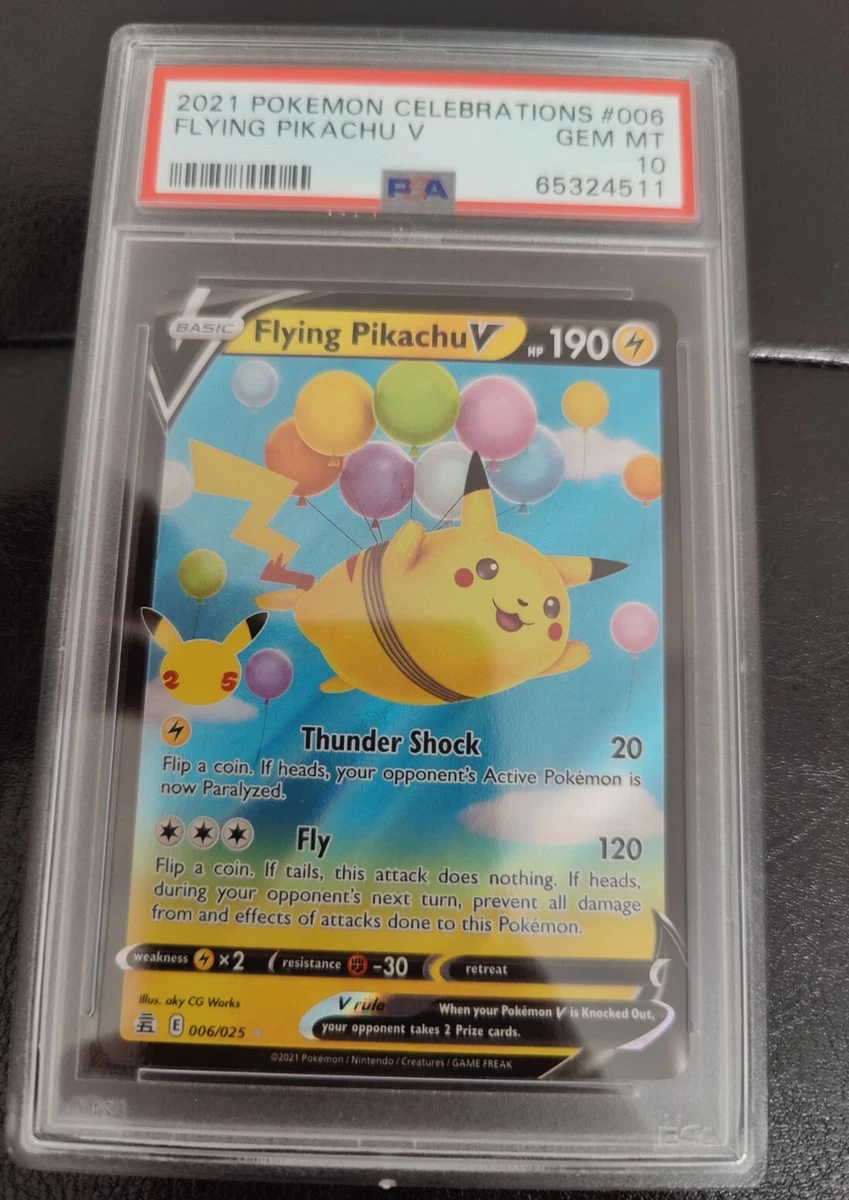 2021 POKEMON CELEBRATIONS #006
FLYING PIKACHU V GEM MT
10
PSA 65324511
BASIC Flying Pikachu V HP 190
2 5
Thunder Shock 20
Flip a coin. If heads, your opponent's Active Pokémon is
now Paralyzed.
Fly 120
Flip a coin. If tails, this attack does nothing. If heads,
during your opponent's next turn, prevent all damage
from and effects of attacks done to this Pokémon.
weakness ×2 resistance -30 retreat
Illus. aky CG Works
V rule When your Pokémon V is Knocked Out,
your opponent takes 2 Prize cards.
E 006/025
©2021 Pokémon / Nintendo / Creatures / GAME FREAK